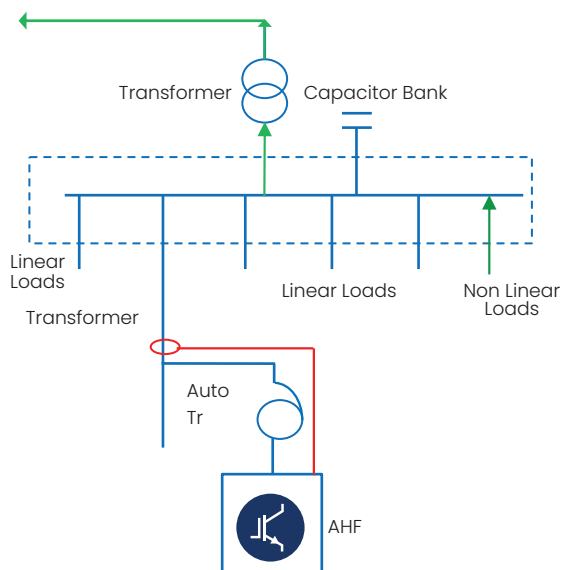 Transformer
Capacitor Bank
Linear
Loads
Linear Loads
Non Linear
Loads
Transformer
Auto
Tr
AHF